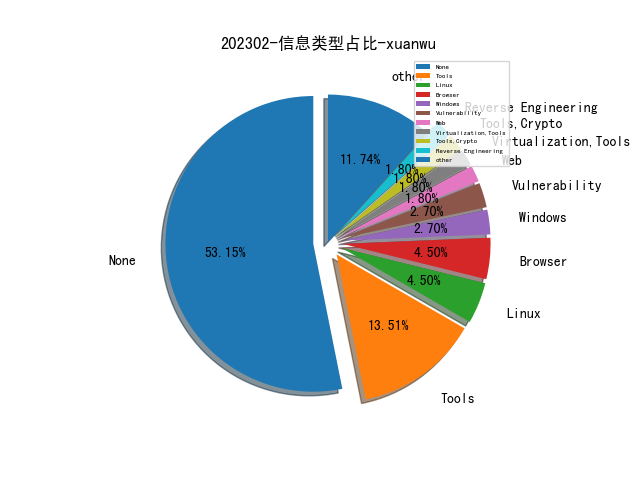 202302-信息类型占比-xuanwu
None
Tools
Linux
Browser
Windows
Vulnerability
Web
Virtualization,Tools
Tools,Crypto
Reverse Engineering
other
other
Reverse Engineering
Tools,Crypto
Virtualization,Tools
Web
Vulnerability
Windows
Browser
Linux
Tools
None
11.74%
1.80%
1.80%
1.80%
1.80%
2.70%
2.70%
4.50%
4.50%
13.51%
53.15%